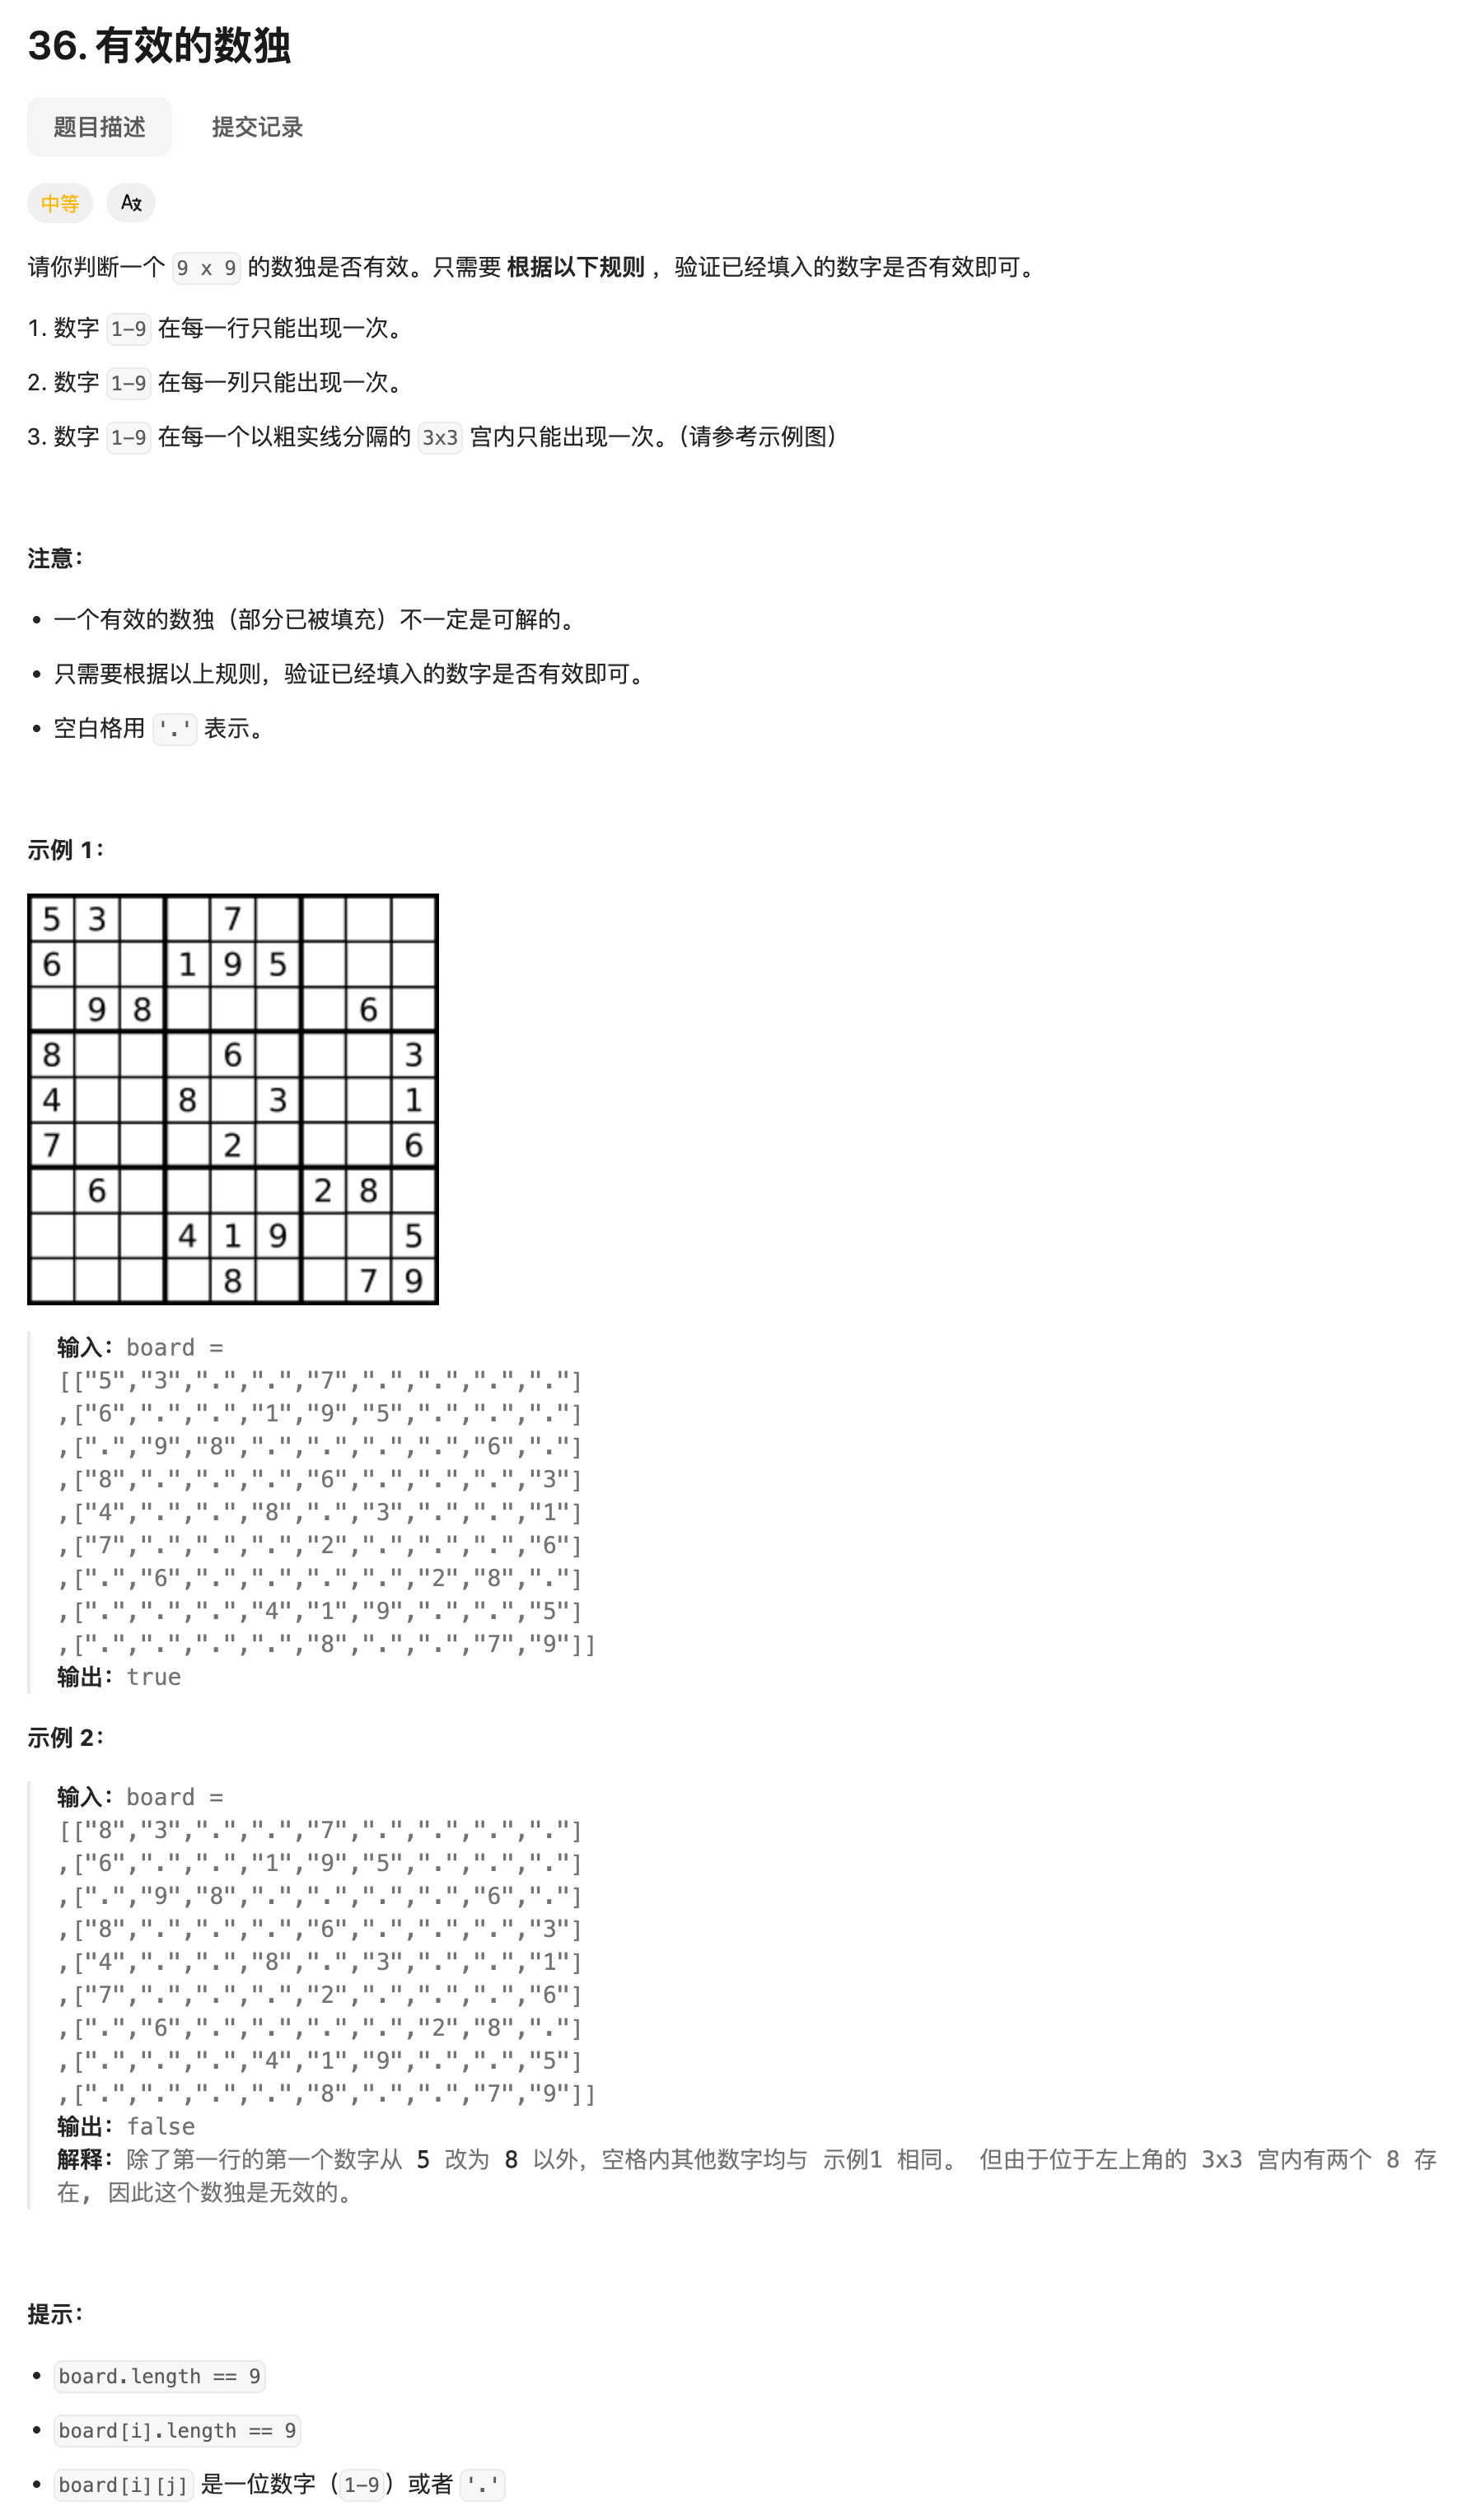 36. 有效的数独
题目描述 提交记录
中等
请你判断一个 9 x 9 的数独是否有效。只需要 根据以下规则 ，验证已经填入的数字是否有效即可。
1. 数字 1-9 在每一行只能出现一次。
2. 数字 1-9 在每一列只能出现一次。
3. 数字 1-9 在每一个以粗实线分隔的 3x3 宫内只能出现一次。（请参考示例图）
注意：
• 一个有效的数独（部分已被填充）不一定是可解的。
• 只需要根据以上规则，验证已经填入的数字是否有效即可。
• 空白格用 '.' 表示。
示例 1：
5 3 7
6 1 9 5
9 8 6
8 6 3
4 8 3 1
7 2 6
6 2 8
4 1 9 5
8 7 9
输入：board =
[["5","3",".",".","7",".",".",".","."]
,["6",".",".","1","9","5",".",".","."]
,[".","9","8",".",".",".",".","6","."]
,["8",".",".",".","6",".",".",".","3"]
,["4",".",".","8",".","3",".",".","1"]
,["7",".",".",".","2",".",".",".","6"]
,[".","6",".",".",".",".","2","8","."]
,[".",".",".","4","1","9",".",".","5"]
,[".",".",".",".","8",".",".","7","9"]]
输出：true
示例 2：
输入：board =
[["8","3",".",".","7",".",".",".","."]
,["6",".",".","1","9","5",".",".","."]
,[".","9","8",".",".",".",".","6","."]
,["8",".",".",".","6",".",".",".","3"]
,["4",".",".","8",".","3",".",".","1"]
,["7",".",".",".","2",".",".",".","6"]
,[".","6",".",".",".",".","2","8","."]
,[".",".",".","4","1","9",".",".","5"]
,[".",".",".",".","8",".",".","7","9"]]
输出：false
解释：除了第一行的第一个数字从 5 改为 8 以外，空格内其他数字均与 示例1 相同。 但由于位于左上角的 3x3 宫内有两个 8 存
在, 因此这个数独是无效的。
提示：
• board.length == 9
• board[i].length == 9
• board[i][j] 是一位数字（1-9）或者 '.'